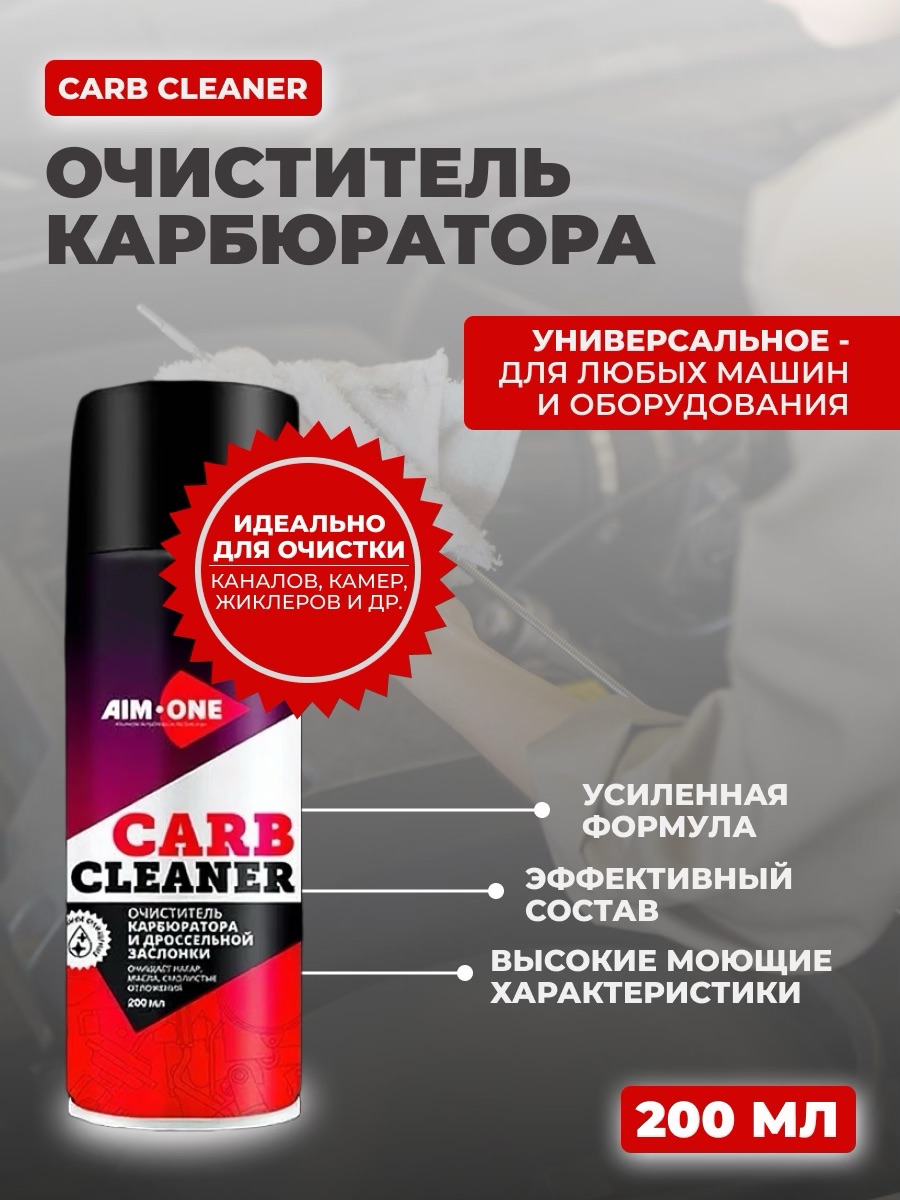 CARB CLEANER
ОЧИСТИТЕЛЬ
КАРБЮРАТОРА
УНИВЕРСАЛЬНОЕ -
ДЛЯ ЛЮБЫХ МАШИН
И ОБОРУДОВАНИЯ
ИДЕАЛЬНО
ДЛЯ ОЧИСТКИ
КАНАЛОВ, КАМЕР,
ЖИКЛЕРОВ И ДР.
AIM•ONE
CARB
CLEANER
ОЧИСТИТЕЛЬ
КАРБЮРАТОРА
И ДРОССЕЛЬНОЙ
ЗАСЛОНКИ
ОЧИЩАЕТ НАГАР,
МАСЛА, СМОЛИСТЫЕ
ОТЛОЖЕНИЯ
200 МЛ
УСИЛЕННАЯ
ФОРМУЛА
ЭФФЕКТИВНЫЙ
СОСТАВ
ВЫСОКИЕ МОЮЩИЕ
ХАРАКТЕРИСТИКИ
200 МЛ